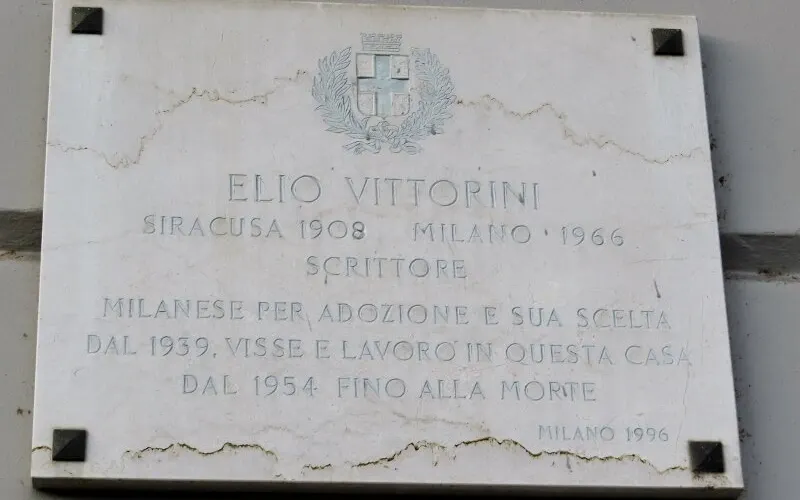 ELIO VITTORINI
SIRACUSA 1908 MILANO 1966
SCRITTORE
MILANESE PER ADOZIONE E SUA SCELTA
DAL 1939, VISSE E LAVORO IN QUESTA CASA
DAL 1954 FINO ALLA MORTE
MILANO 1996